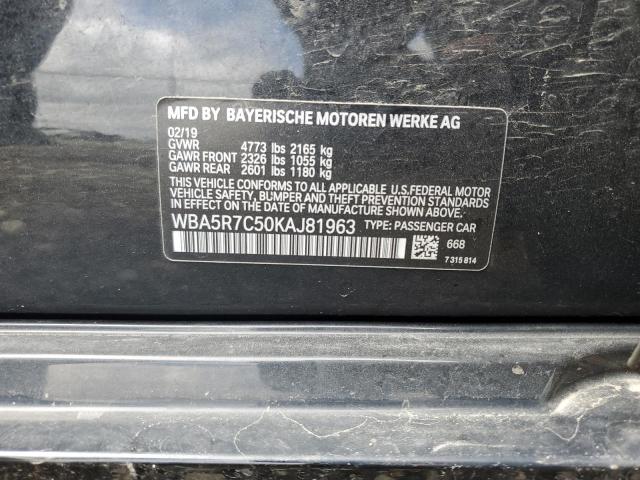 MFD BY BAYERISCHE MOTOREN WERKE AG
02/19
GVWR 4773 lbs 2165 kg
GAWR FRONT 2326 lbs 1055 kg
GAWR REAR 2601 lbs 1180 kg
THIS VEHICLE CONFORMS TO ALL APPLICABLE U.S.FEDERAL MOTOR
VEHICLE SAFETY, BUMPER, AND THEFT PREVENTION STANDARDS
IN EFFECT ON THE DATE OF MANUFACTURE SHOWN ABOVE.
WBA5R7C50KAJ81963 TYPE: PASSENGER CAR
668
7 315 814